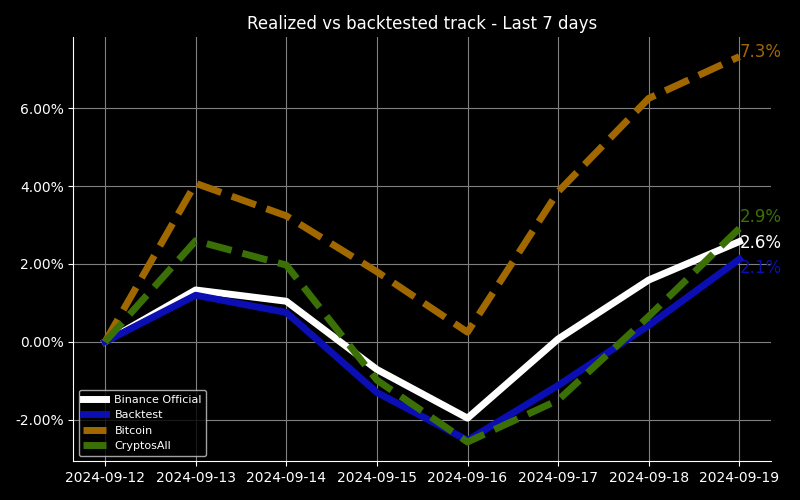 Realized vs backtested track - Last 7 days
7.3%
6.00%
4.00%
2.9%
2.6%
2.00%
2.1%
0.00%
-2.00%
Binance Official
Backtest
Bitcoin
CryptosAll
2024-09-12 2024-09-13 2024-09-14 2024-09-15 2024-09-16 2024-09-17 2024-09-18 2024-09-19